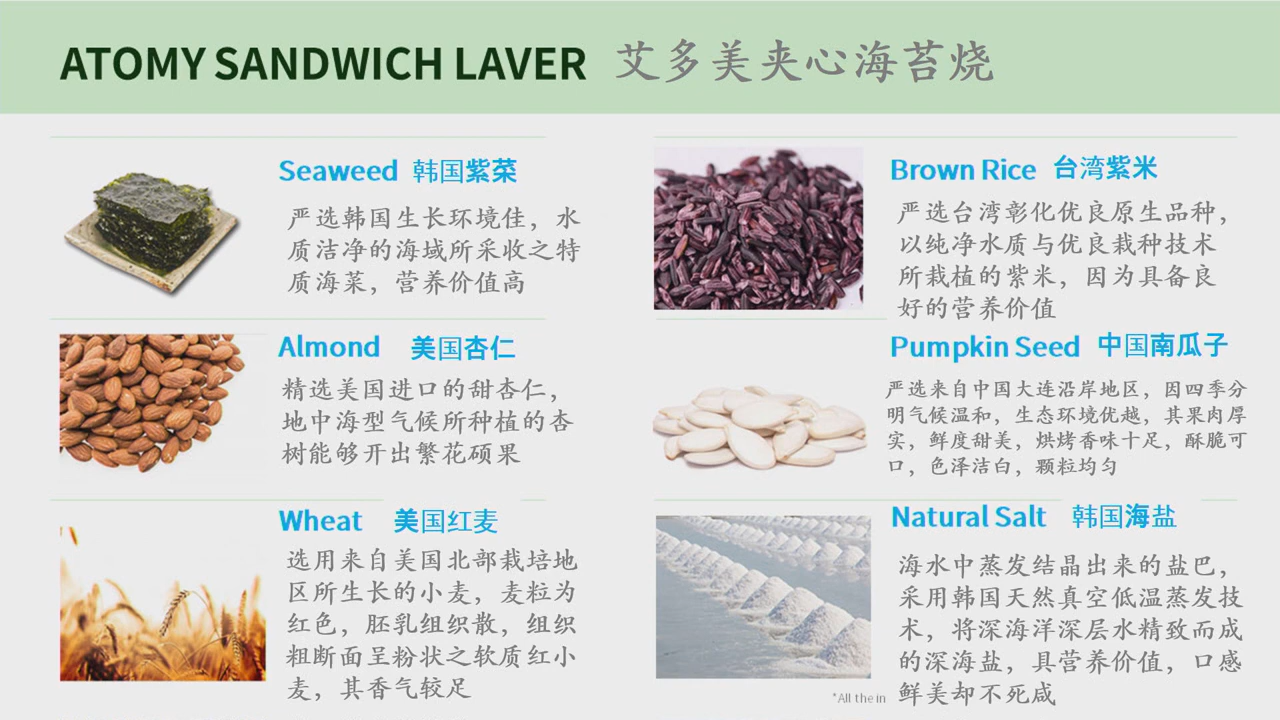 ATOMY SANDWICH LAVER 艾多美夹心海苔烧
Seaweed 韩国紫菜
严选韩国生长环境佳，水
质洁净的海域所采收之特
质海菜，营养价值高
Brown Rice 台湾紫米
严选台湾彰化优良原生品种，
以纯净水质与优良栽种技术
所栽植的紫米，因为具备良
好的营养价值
Almond 美国杏仁
精选美国进口的甜杏仁，
地中海型气候所种植的杏
树能够开出繁花硕果
Pumpkin Seed 中国南瓜子
严选来自中国大连沿岸地区，因四季分
明气候温和，生态环境优越，其果肉厚
实，鲜度甜美，烘烤香味十足，酥脆可
口，色泽洁白，颗粒均匀
Wheat 美国红麦
选用来自美国北部栽培地
区所生长的小麦，麦粒为
红色，胚乳组织散，组织
粗断面呈粉状之软质红小
麦，其香气较足
Natural Salt 韩国海盐
海水中蒸发结晶出来的盐巴，
采用韩国天然真空低温蒸发技
术，将深海洋深层水精致而成
的深海盐，具营养价值，口感
鲜美却不死咸
*All the in